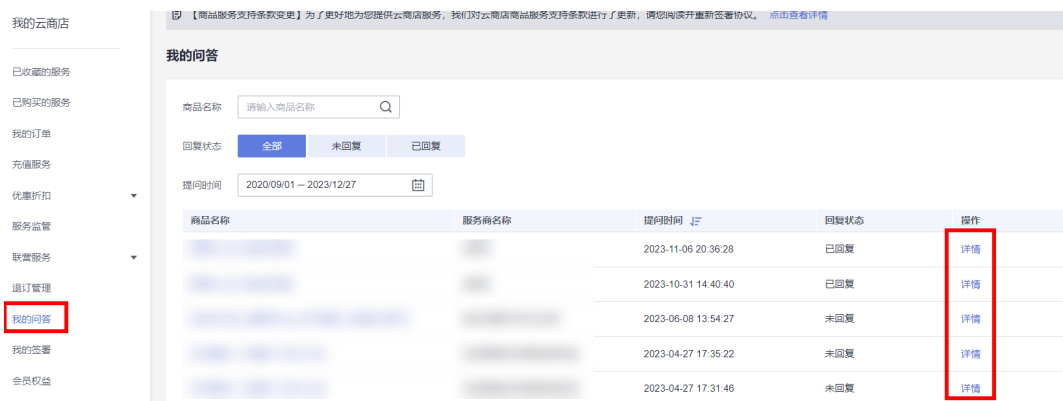 我的云商店
【商品服务支持条款变更】为了更好地为您提供云商店服务，我们对云商店商品服务支持条款进行了更新，请您阅读并重新签署协议。 点击查看详情
我的问答
已收藏的服务
已购买的服务
我的订单
充值服务
优惠折扣
服务监管
联营服务
退订管理
我的问答
我的签署
会员权益
商品名称 请输入商品名称
回复状态 全部 未回复 已回复
提问时间 2020/09/01 – 2023/12/27
商品名称 服务商名称 提问时间 回复状态 操作
2023-11-06 20:36:28 已回复 详情
2023-10-31 14:40:40 已回复 详情
2023-06-08 13:54:27 未回复 详情
2023-04-27 17:35:22 未回复 详情
2023-04-27 17:31:46 未回复 详情